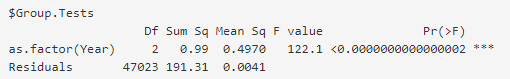 $Group.Tests
Df Sum Sq Mean Sq F value Pr(>F)
as.factor(Year) 2 0.99 0.4970 122.1 <0.0000000000000002 ***
Residuals 47023 191.31 0.0041